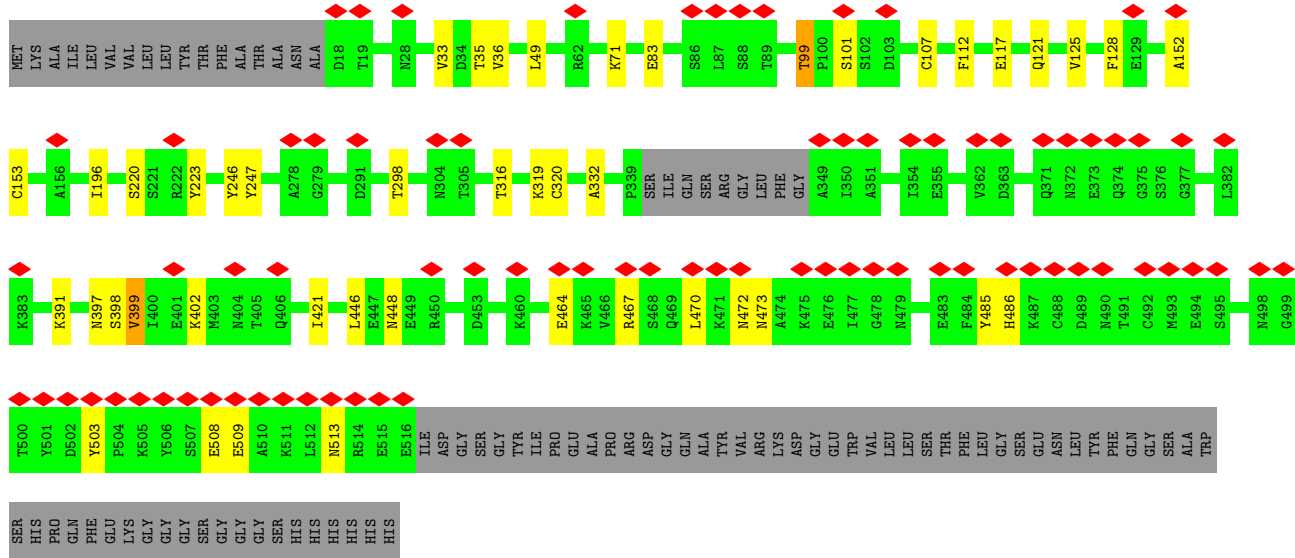 MET LYS ALA ILE LEU VAL VAL LEU LEU TYR THR PHE ALA THR ALA ASN ALA D18 T19 N28 V33 D34 T35 V36 L49 R62 K71 E83 S86 L87 S88 T89 T99 P100 S101 S102 D103 C107 F112 E117 Q121 V125 F128 E129 A152
C153 A156 I196 S220 S221 R222 Y223 Y246 Y247 A278 G279 D291 T298 N304 T305 T316 K319 C320 A332 P339 SER ILE GLN SER ARG GLY LEU PHE GLY A349 I350 A351 I354 E355 V362 D363 Q371 N372 E373 Q374 G375 S376 G377 L382
K383 K391 N397 S398 V399 I400 E401 K402 M403 N404 T405 Q406 I421 L446 E447 N448 E449 R450 D453 K460 E464 K465 V466 R467 S468 Q469 L470 K471 N472 N473 A474 K475 E476 I477 G478 N479 E483 F484 Y485 H486 K487 C488 D489 N490 T491 C492 M493 E494 S495 N498 G499
T500 Y501 D502 Y503 P504 K505 Y506 S507 E508 E509 A510 K511 L512 N513 R514 E515 E516 ILE ASP GLY SER GLY TYR ILE PRO GLU ALA PRO ARG ASP GLY GLN ALA TYR VAL ARG LYS ASP GLY GLU TRP VAL LEU LEU SER THR PHE LEU GLY SER GLU ASN LEU TYR PHE GLN GLY SER ALA TRP
SER HIS PRO GLN PHE GLU LYS GLY GLY GLY SER GLY GLY GLY SER HIS HIS HIS HIS HIS HIS